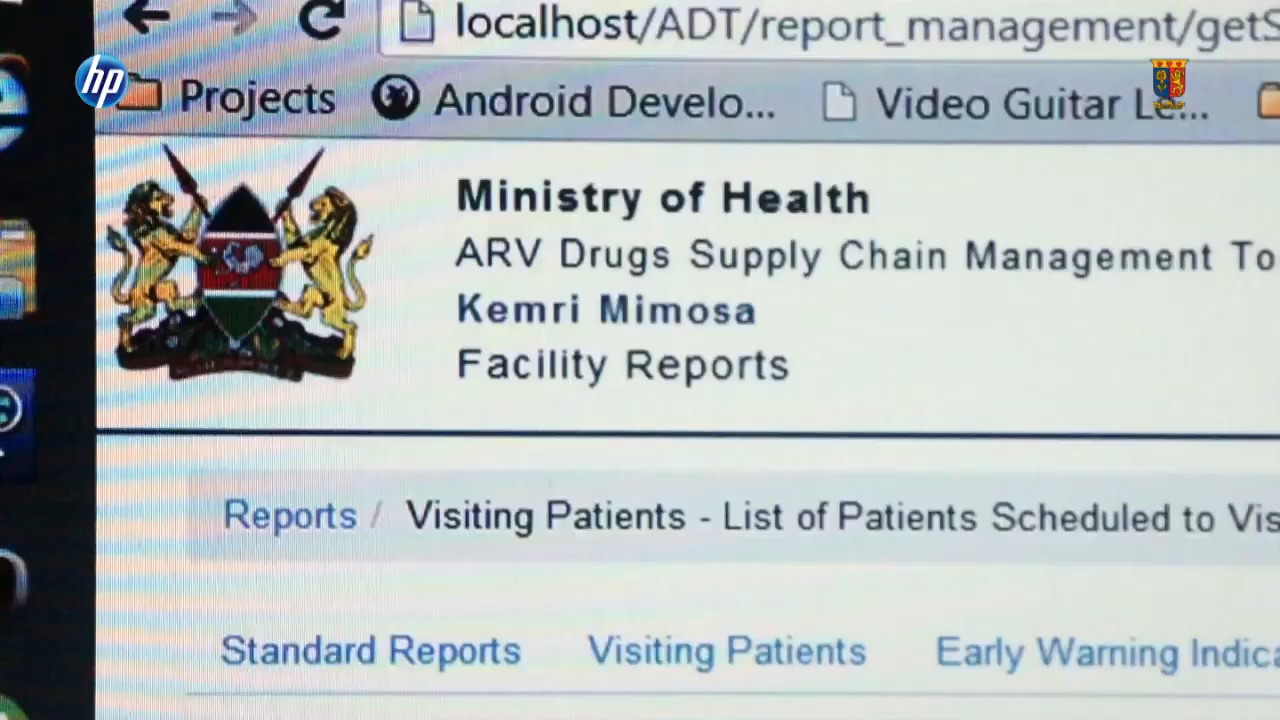 localhost/ADT/report_management/getS
hp
Projects
Android Develo...
Video Guitar Le...
Ministry of Health
ARV Drugs Supply Chain Management To
Kemri Mimosa
Facility Reports
Reports / Visiting Patients - List of Patients Scheduled to Vis
Standard Reports
Visiting Patients
Early Warning Indica